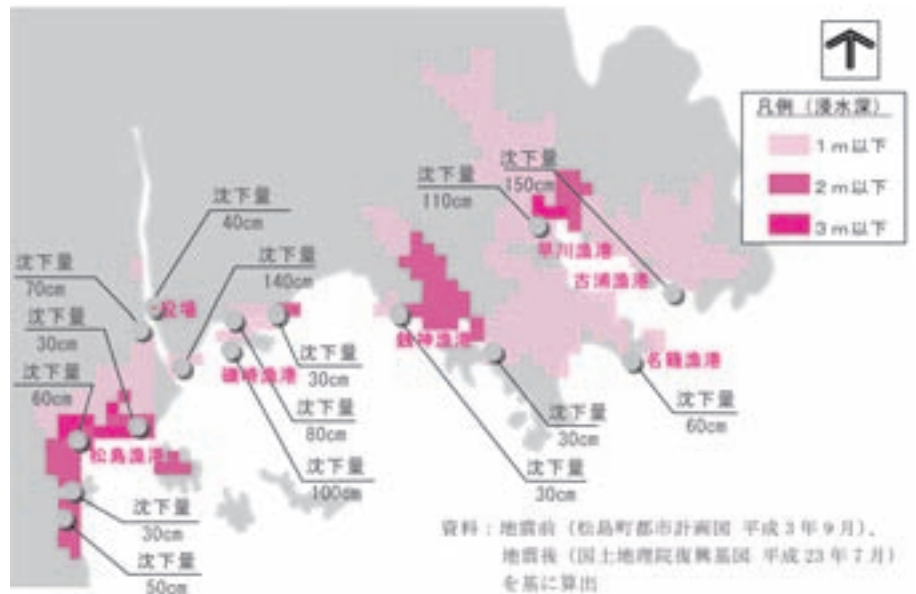 凡例（浸水深）
1m以下
2m以下
3m以下
沈下量
150cm
沈下量
110cm
沈下量
40cm
沈下量
140cm
沈下量
70cm
沈下量
30cm
沈下量
60cm
役場
早川漁港
古浦漁港
銭神漁港
名籠漁港
磯崎漁港
松島漁港
沈下量
30cm
沈下量
80cm
沈下量
100cm
沈下量
60cm
沈下量
30cm
沈下量
30cm
沈下量
30cm
沈下量
50cm
資料：地震前（松島町都市計画図 平成3年9月）、
地震後（国土地理院復興基図 平成23年7月）
を基に算出